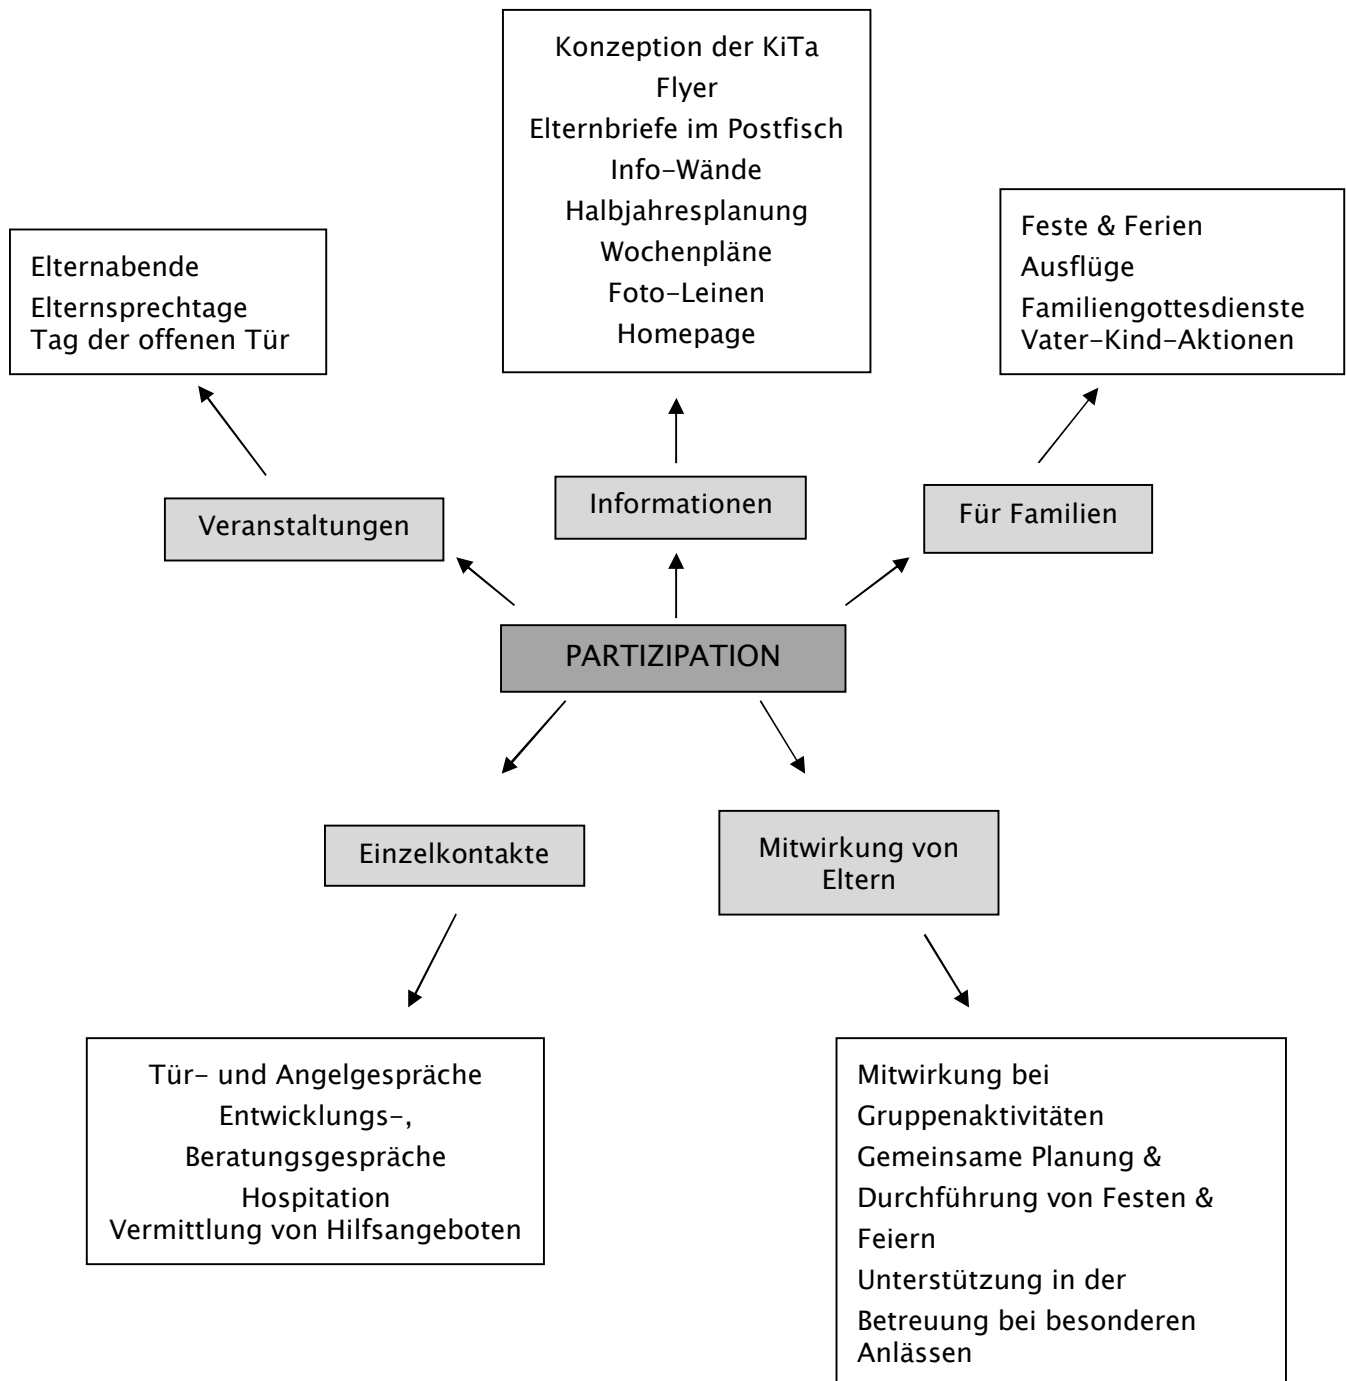 Konzeption der KiTa
Flyer
Elternbriefe im Postfisch
Info-Wände
Halbjahresplanung
Wochenpläne
Foto-Leinen
Homepage
Elternabende
Elternsprechtage
Tag der offenen Tür
Feste & Ferien
Ausflüge
Familiengottesdienste
Vater-Kind-Aktionen
Veranstaltungen
Informationen
Für Familien
PARTIZIPATION
Einzelkontakte
Mitwirkung von
Eltern
Tür- und Angelgespräche
Entwicklungs-,
Beratungsgespräche
Hospitation
Vermittlung von Hilfsangeboten
Mitwirkung bei
Gruppenaktivitäten
Gemeinsame Planung &
Durchführung von Festen &
Feiern
Unterstützung in der
Betreuung bei besonderen
Anlässen